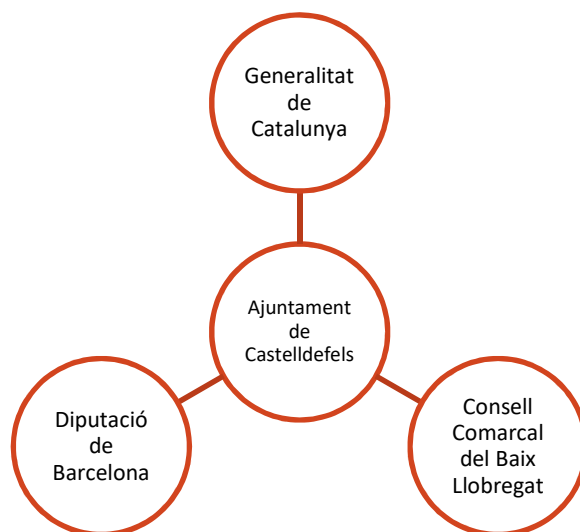 Generalitat
de
Catalunya
Ajuntament
de
Castelldefels
Diputació
de
Barcelona
Consell
Comarcal
del Baix
Llobregat